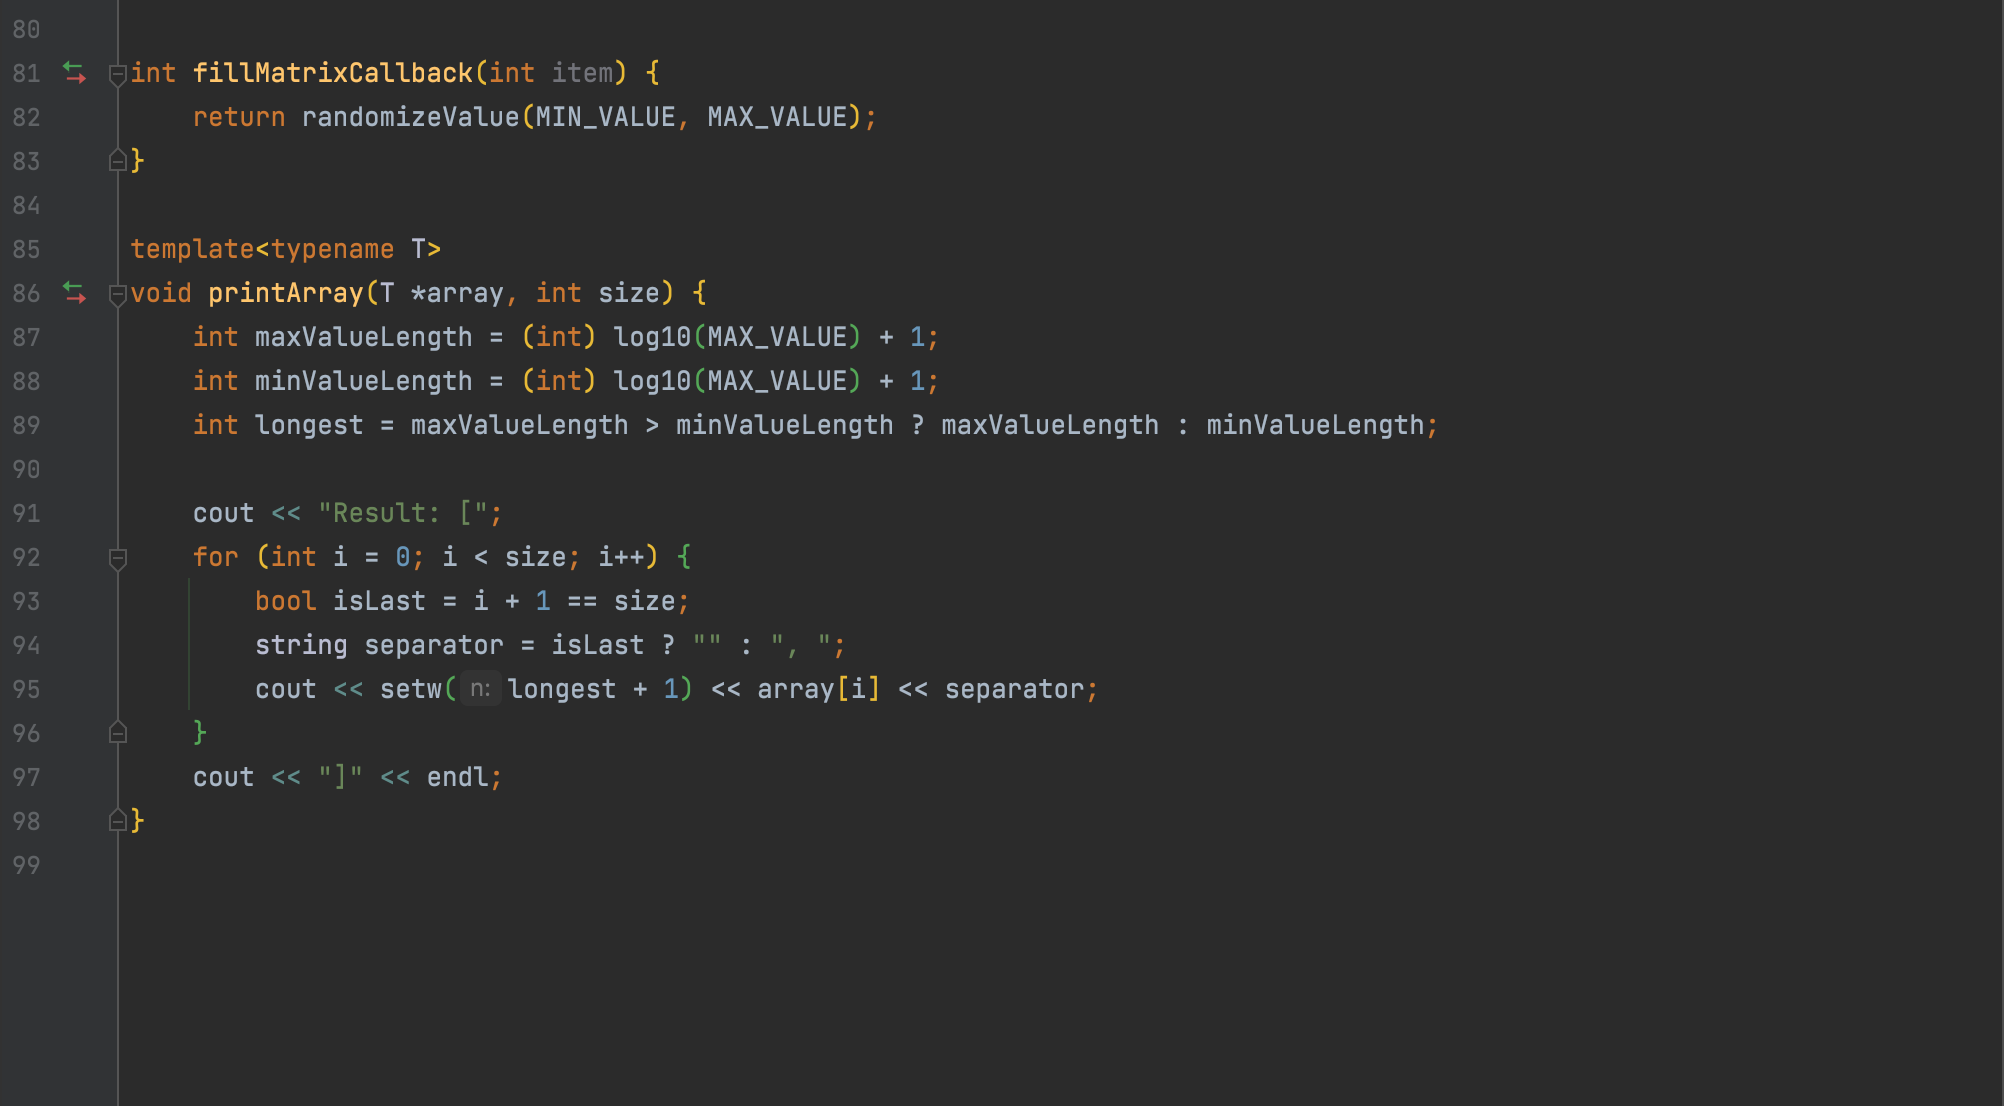 80
81 int fillMatrixCallback(int item) {
82     return randomizeValue(MIN_VALUE, MAX_VALUE);
83 }
84
85 template<typename T>
86 void printArray(T *array, int size) {
87     int maxValueLength = (int) log10(MAX_VALUE) + 1;
88     int minValueLength = (int) log10(MAX_VALUE) + 1;
89     int longest = maxValueLength > minValueLength ? maxValueLength : minValueLength;
90
91     cout << "Result: [";
92     for (int i = 0; i < size; i++) {
93         bool isLast = i + 1 == size;
94         string separator = isLast ? "" : ", ";
95         cout << setw( n: longest + 1) << array[i] << separator;
96     }
97     cout << "]" << endl;
98 }
99